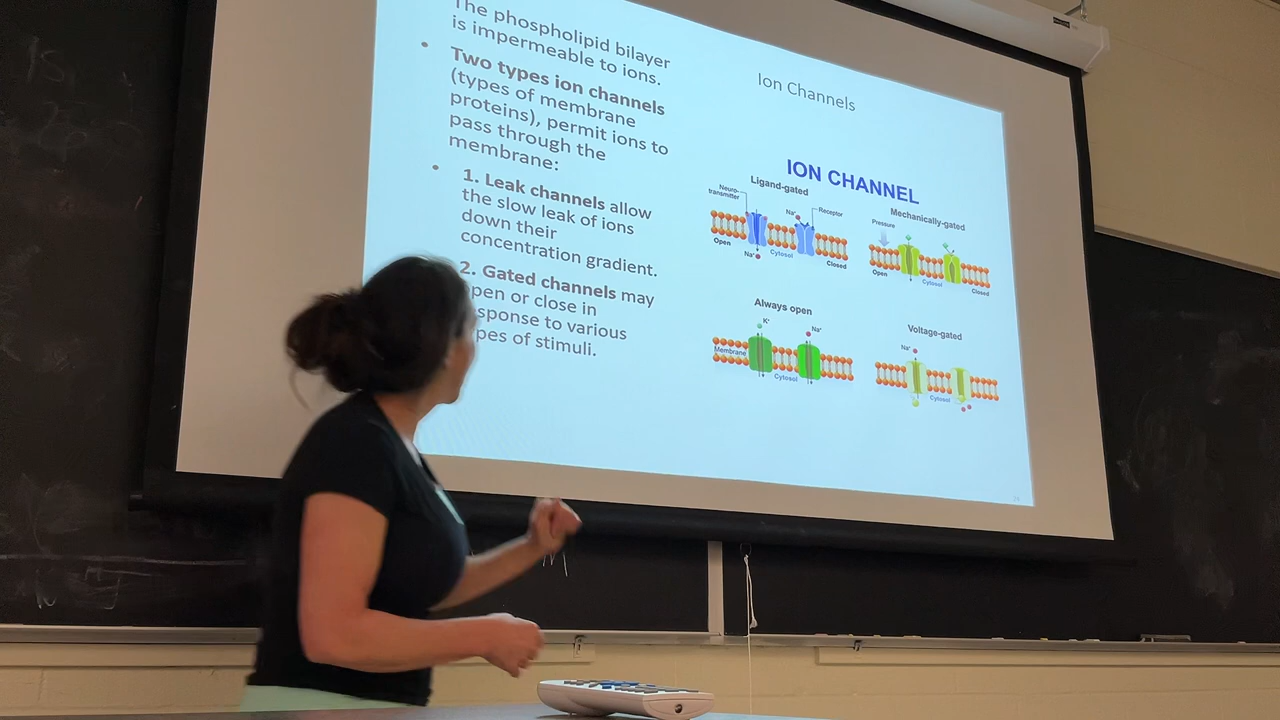 The phospholipid bilayer
is impermeable to ions.
• Two types ion channels
(types of membrane
proteins), permit ions to
pass through the
membrane:
• 1. Leak channels allow
the slow leak of ions
down their
concentration gradient.
2. Gated channels may
pen or close in
sponse to various
pes of stimuli.
Ion Channels
ION CHANNEL
Ligand-gated
Neuro-
transmitter
Na⁺
Receptor
Open
Na⁺
Cytosol
Closed
Mechanically-gated
Pressure
Open
Cytosol
Closed
Always open
K⁺
Na⁺
Membrane
Cytosol
Voltage-gated
Na⁺
Cytosol